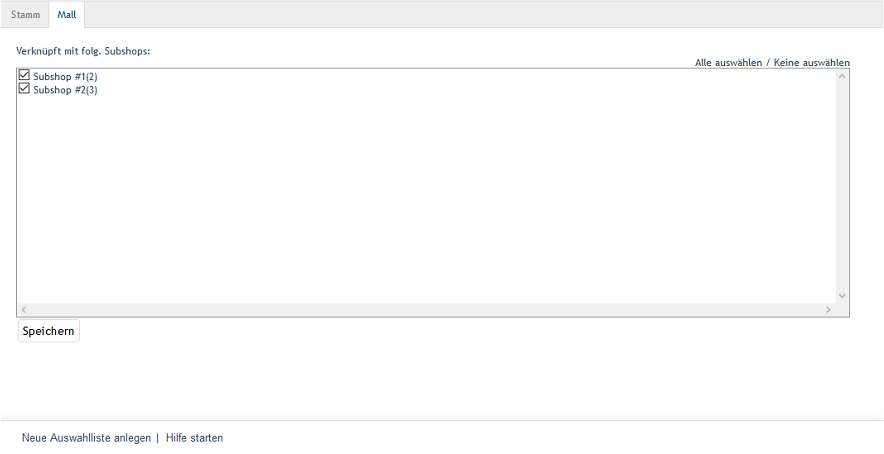 Stamm Mall
Verknüpft mit folg. Subshops:
Alle auswählen / Keine auswählen
Subshop #1(2)
Subshop #2(3)
Speichern
Neue Auswahlliste anlegen | Hilfe starten